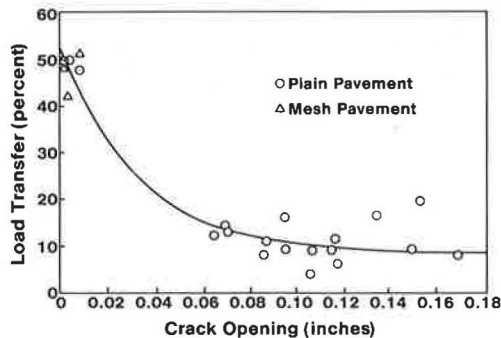 60
50
40
30
20
10
0
Load Transfer (percent)
Plain Pavement
Mesh Pavement
0 0.02 0.04 0.06 0.08 0.10 0.12 0.14 0.16 0.18
Crack Opening (inches)